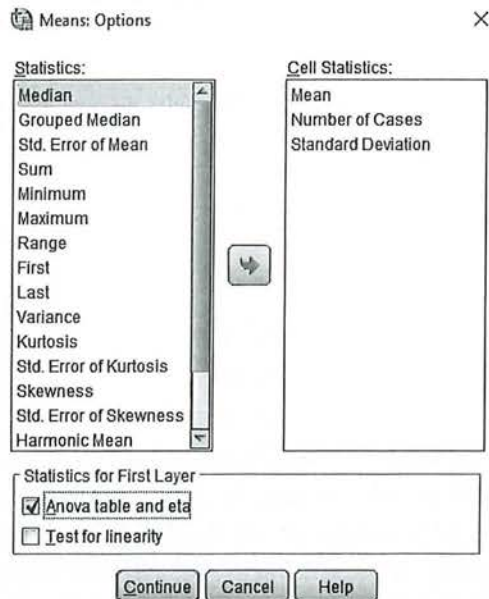 Means: Options
Statistics:
Median
Grouped Median
Std. Error of Mean
Sum
Minimum
Maximum
Range
First
Last
Variance
Kurtosis
Std. Error of Kurtosis
Skewness
Std. Error of Skewness
Harmonic Mean
Cell Statistics:
Mean
Number of Cases
Standard Deviation
Statistics for First Layer
Anova table and eta
Test for linearity
Continue
Cancel
Help